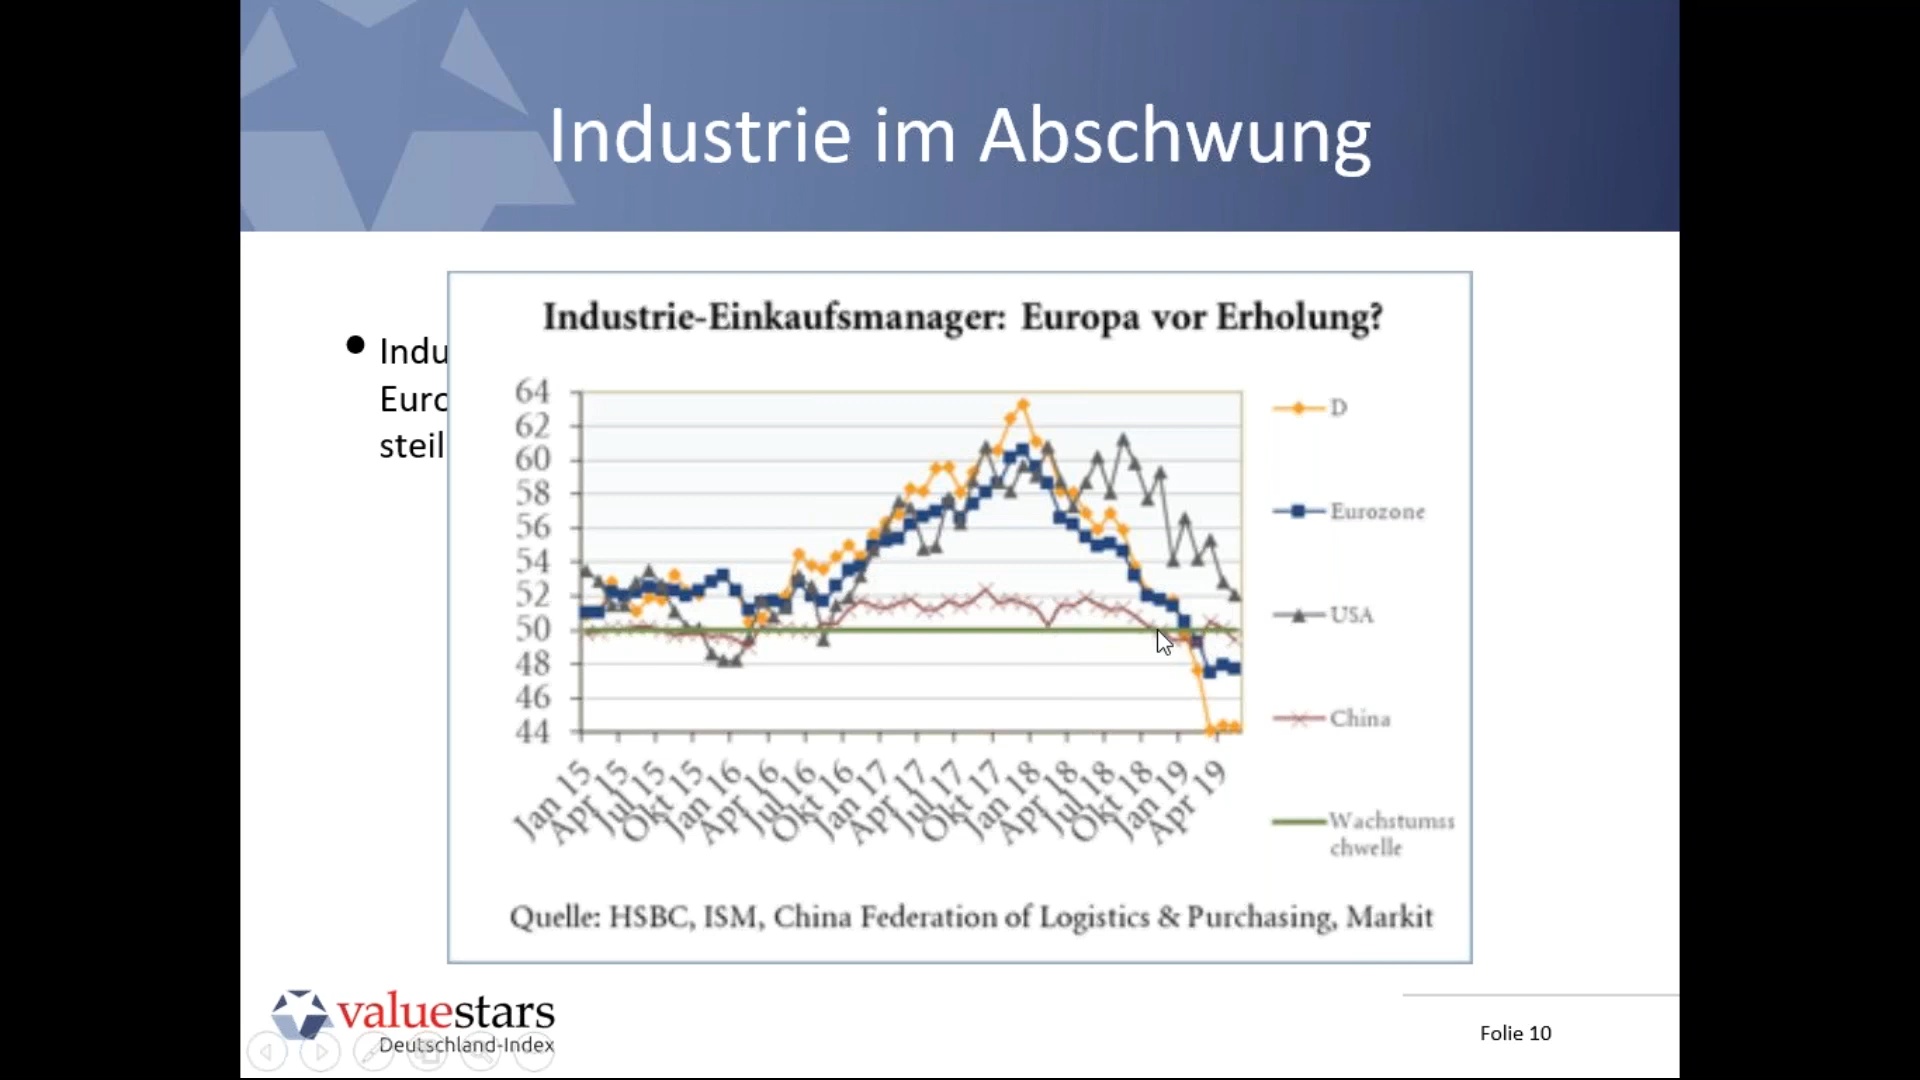 Industrie im Abschwung
Indu
Euro
steil
Industrie-Einkaufsmanager: Europa vor Erholung?
64
62
60
58
56
54
52
50
48
46
44
Jan 15
Apr 15
Jul 15
Okt 15
Jan 16
Apr 16
Jul 16
Okt 16
Jan 17
Apr 17
Jul 17
Okt 17
Jan 18
Apr 18
Jul 18
Okt 18
Jan 19
Apr 19
D
Eurozone
USA
China
Wachstumss
chwelle
Quelle: HSBC, ISM, China Federation of Logistics & Purchasing, Markit
valuestars
Deutschland-Index
Folie 10